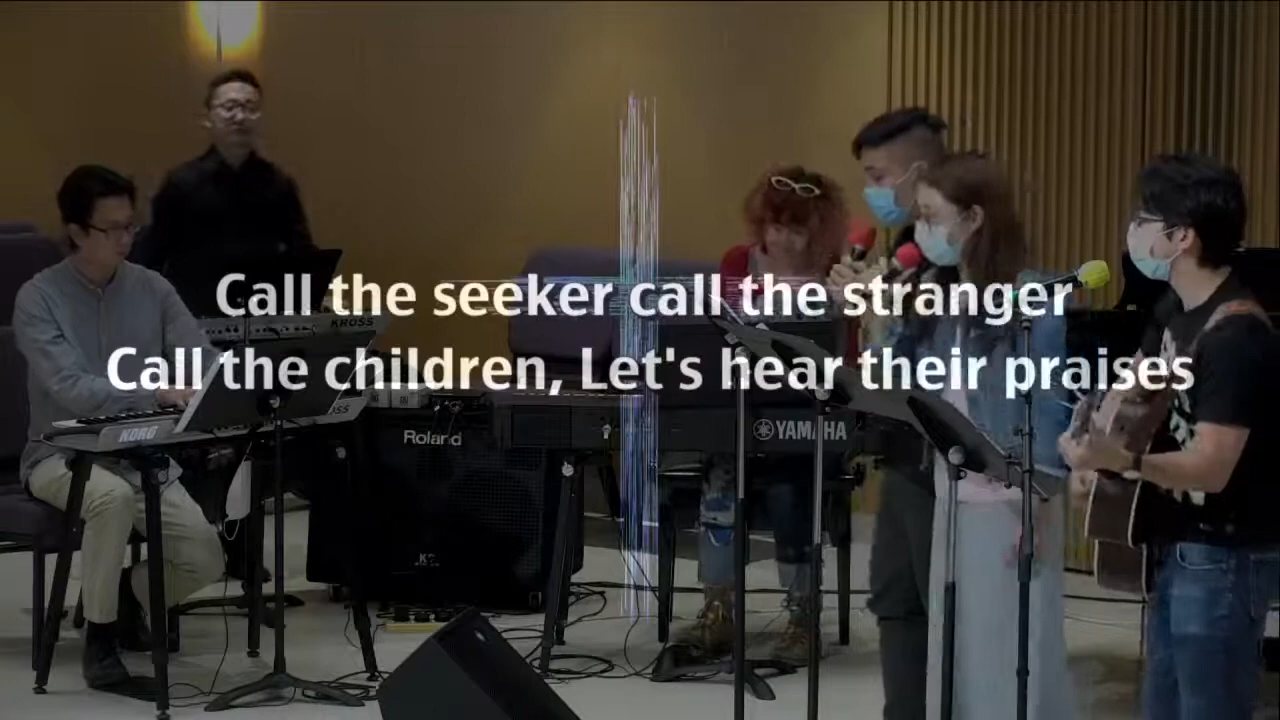 Call the seeker call the stranger
KROSS
Call the children, Let's hear their praises
KORG
Roland
YAMAHA